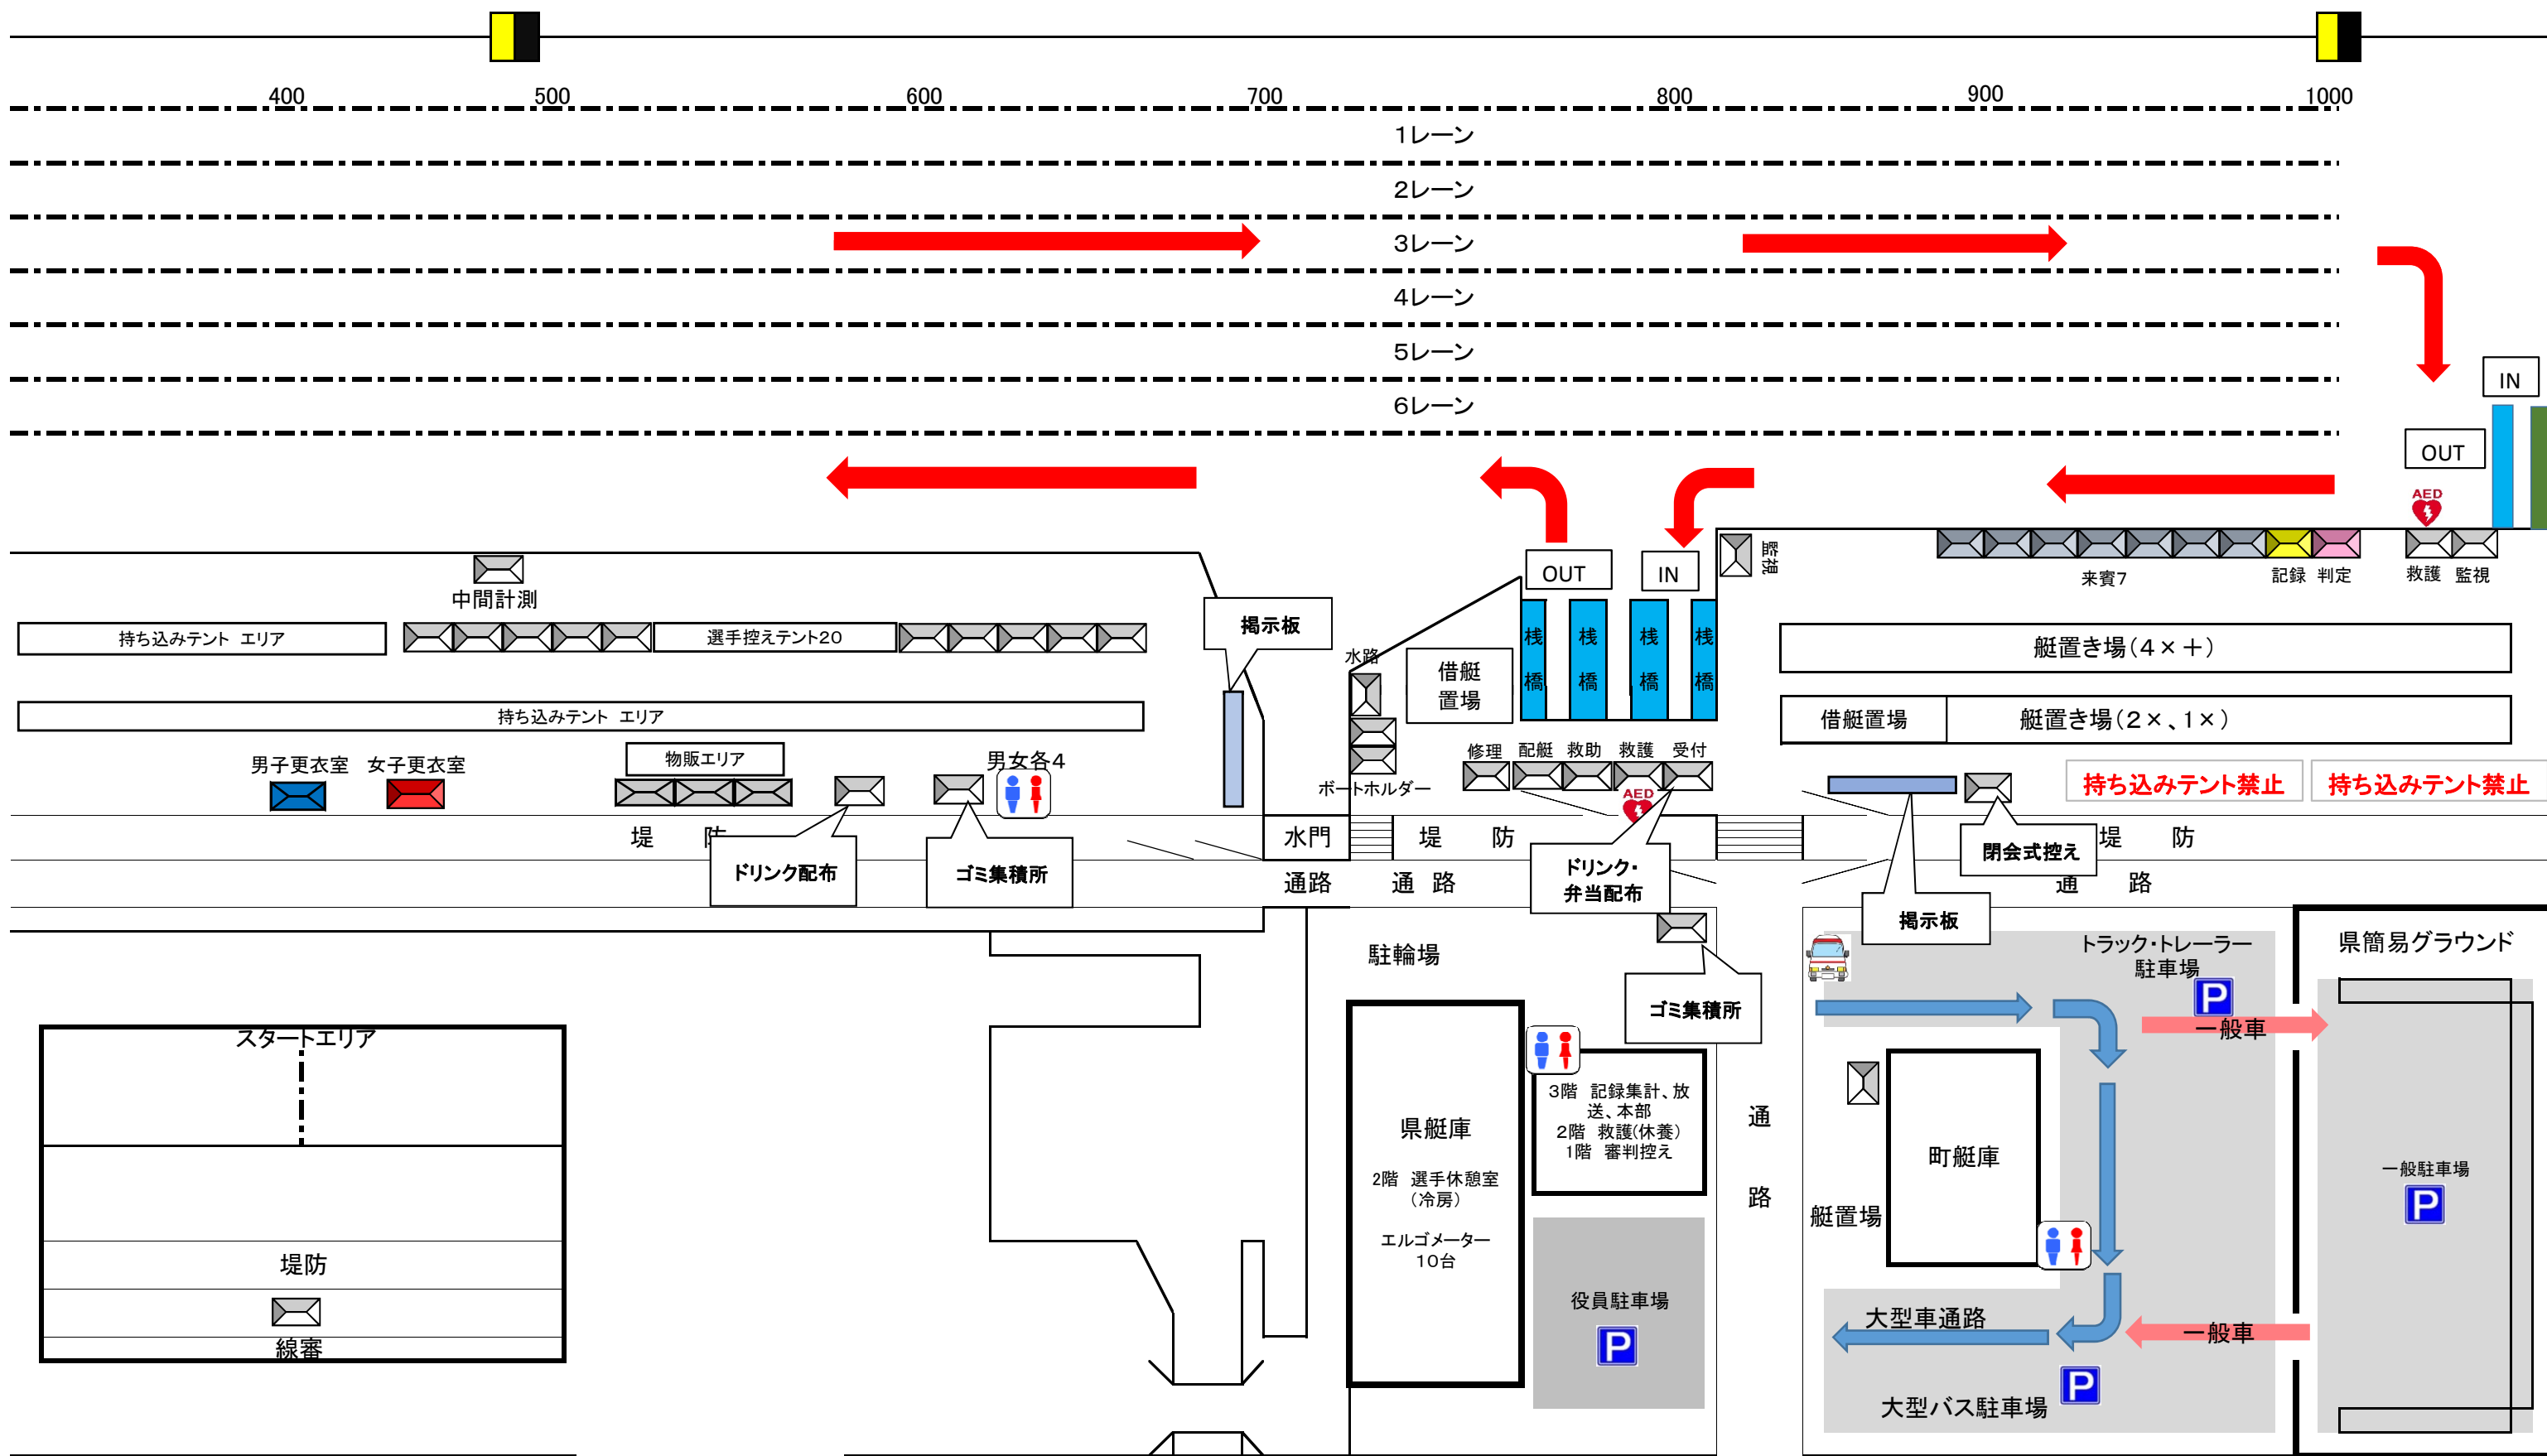 400
500
600
700
800
900
1000
1レーン
2レーン
3レーン
4レーン
5レーン
6レーン
IN
OUT
AED
OUT
IN
監視
中間計測
来賓7
記録
判定
救護
監視
持ち込みテント エリア
選手控えテント20
掲示板
水路
借艇
置場
桟橋
桟橋
桟橋
桟橋
艇置き場(4×+)
持ち込みテント エリア
借艇置場
艇置き場(2×、1×)
男子更衣室
女子更衣室
物販エリア
男女各4
ボートホルダー
修理
配艇
救助
救護
受付
AED
持ち込みテント禁止
持ち込みテント禁止
堤 防
水門
堤 防
堤 防
ドリンク配布
ゴミ集積所
ドリンク・
弁当配布
閉会式控え
通路
通 路
通 路
掲示板
駐輪場
ゴミ集積所
トラック・トレーラー
駐車場
P
県簡易グラウンド
一般車
スタートエリア
堤防
線審
県艇庫
2階 選手休憩室
(冷房)
エルゴメーター
10台
3階 記録集計、放
送、本部
2階 救護(休養)
1階 審判控え
通
路
町艇庫
艇置場
一般駐車場
P
役員駐車場
P
大型車通路
一般車
大型バス駐車場
P